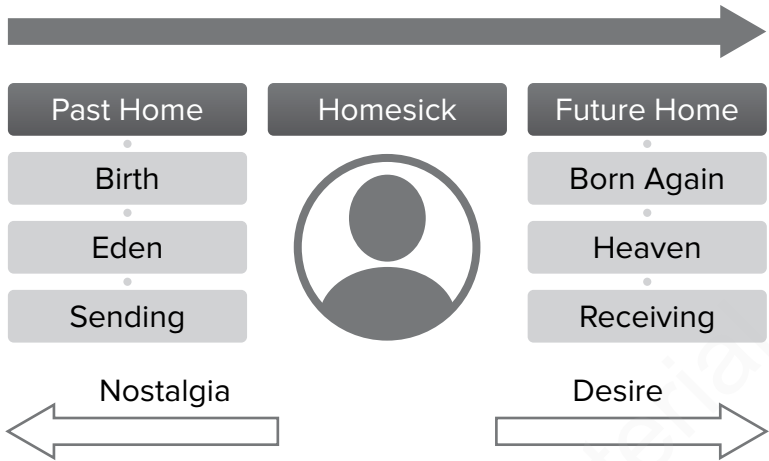 Past Home Homesick Future Home
Birth Born Again
Eden Heaven
Sending Receiving
Nostalgia Desire